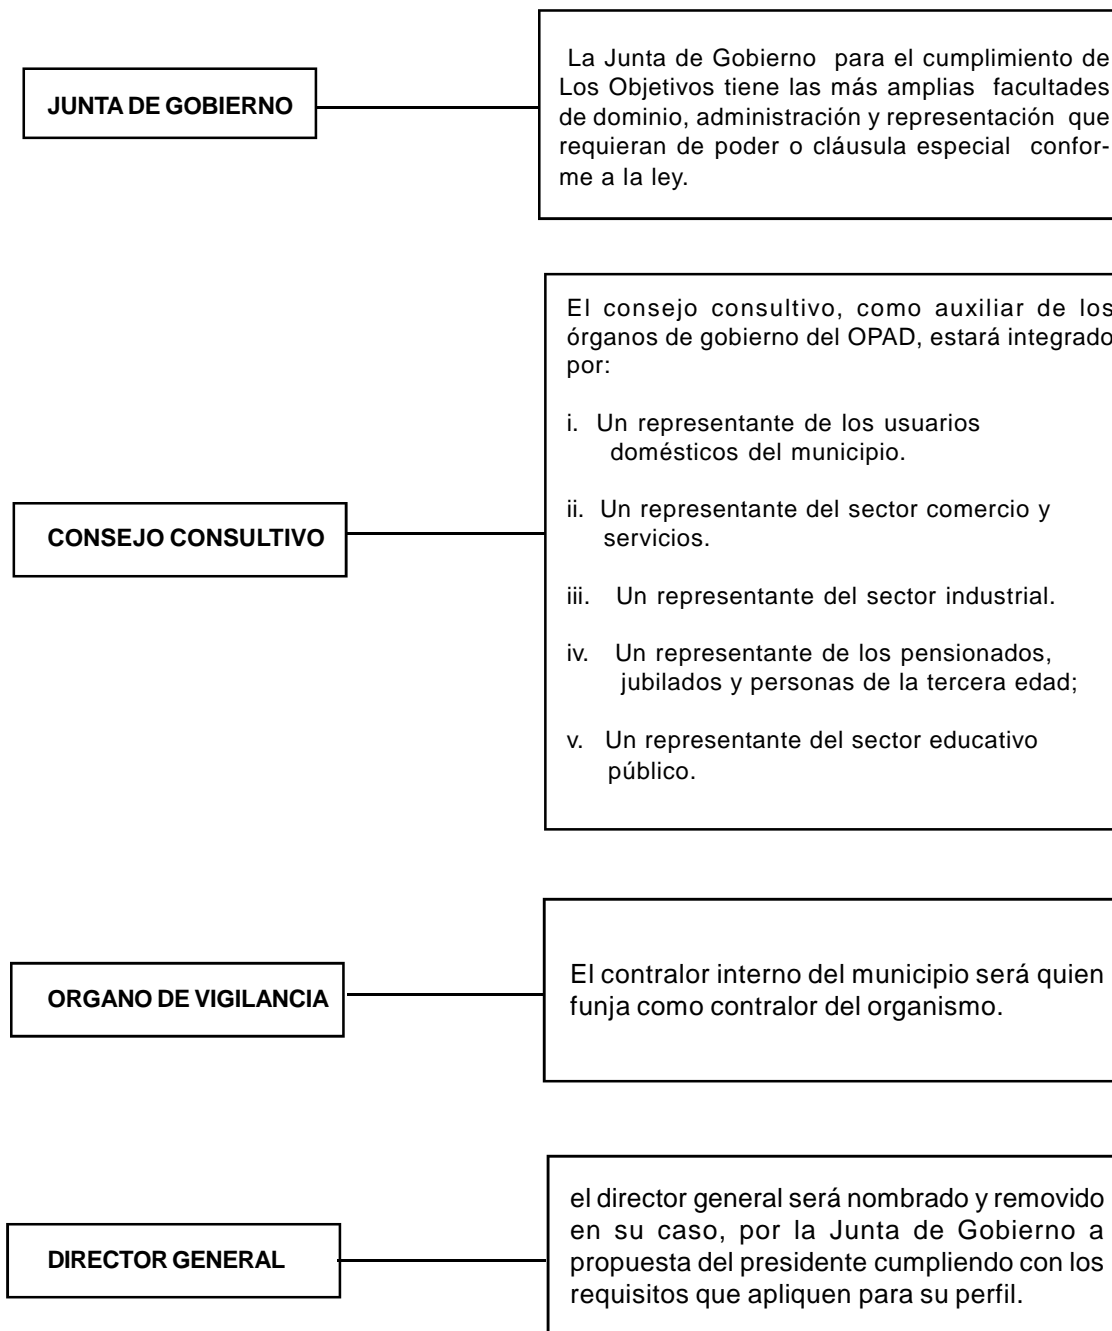 JUNTA DE GOBIERNO
La Junta de Gobierno para el cumplimiento de
Los Objetivos tiene las más amplias facultades
de dominio, administración y representación que
requieran de poder o cláusula especial confor-
me a la ley.
CONSEJO CONSULTIVO
El consejo consultivo, como auxiliar de los
órganos de gobierno del OPAD, estará integrado
por:
i. Un representante de los usuarios
domésticos del municipio.
ii. Un representante del sector comercio y
servicios.
iii. Un representante del sector industrial.
iv. Un representante de los pensionados,
jubilados y personas de la tercera edad;
v. Un representante del sector educativo
público.
ORGANO DE VIGILANCIA
El contralor interno del municipio será quien
funja como contralor del organismo.
DIRECTOR GENERAL
el director general será nombrado y removido
en su caso, por la Junta de Gobierno a
propuesta del presidente cumpliendo con los
requisitos que apliquen para su perfil.